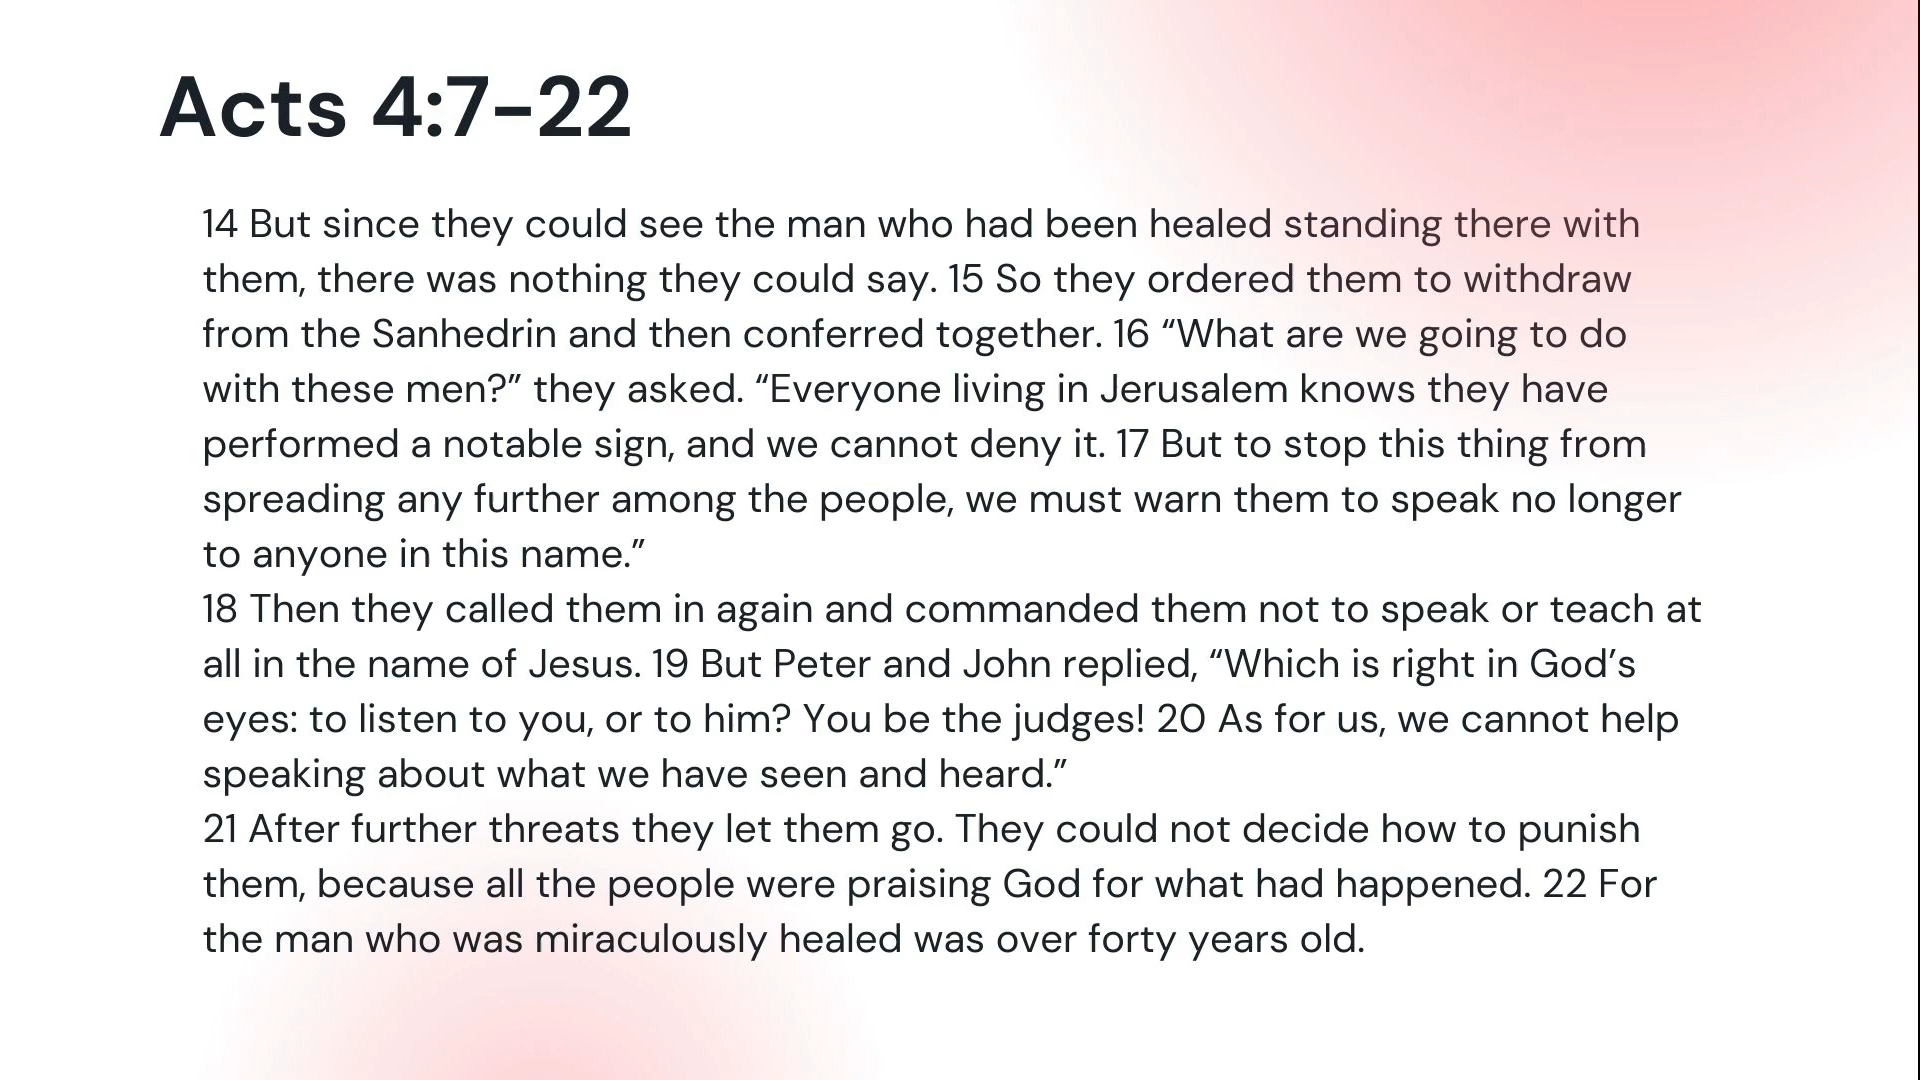 Acts 4:7–22
14 But since they could see the man who had been healed standing there with
them, there was nothing they could say. 15 So they ordered them to withdraw
from the Sanhedrin and then conferred together. 16 “What are we going to do
with these men?” they asked. “Everyone living in Jerusalem knows they have
performed a notable sign, and we cannot deny it. 17 But to stop this thing from
spreading any further among the people, we must warn them to speak no longer
to anyone in this name.”
18 Then they called them in again and commanded them not to speak or teach at
all in the name of Jesus. 19 But Peter and John replied, “Which is right in God’s
eyes: to listen to you, or to him? You be the judges! 20 As for us, we cannot help
speaking about what we have seen and heard.”
21 After further threats they let them go. They could not decide how to punish
them, because all the people were praising God for what had happened. 22 For
the man who was miraculously healed was over forty years old.